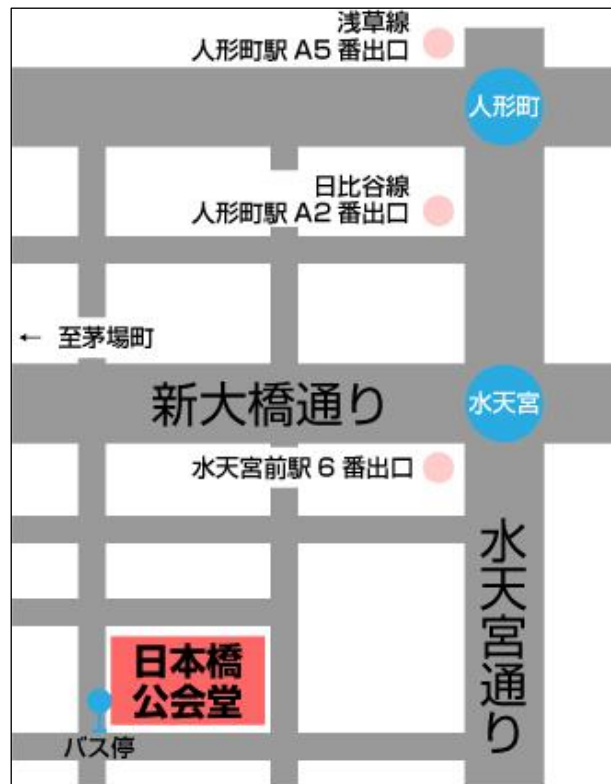 浅草線
人形町駅 A5 番出口
人形町
日比谷線
人形町駅 A2 番出口
← 至茅場町
新大橋通り
水天宮
水天宮前駅 6 番出口
水天宮通り
日本橋
公会堂
バス停